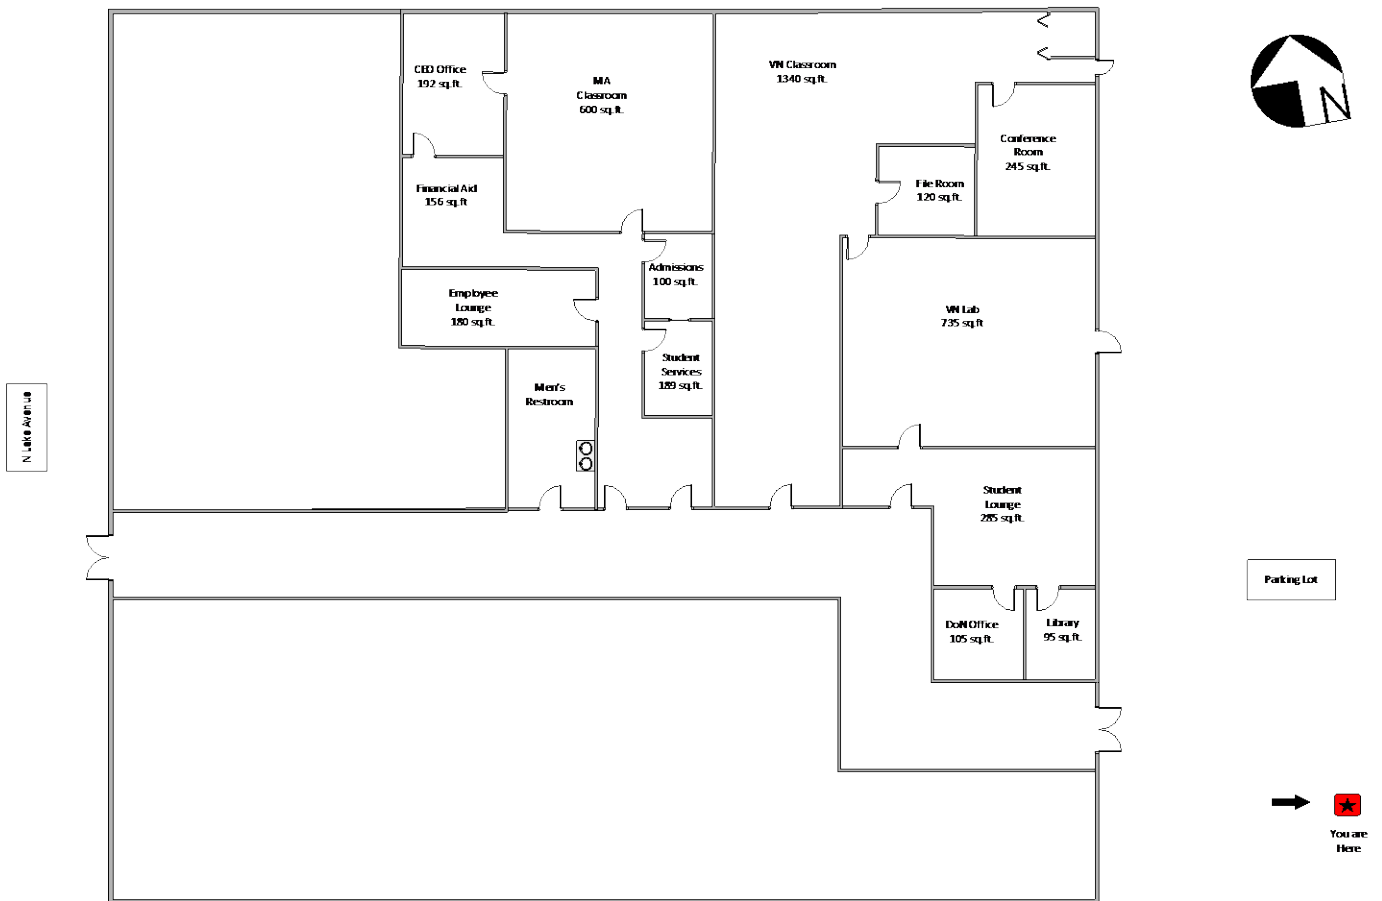 CEO Office
192 sq.ft.
MA
Classroom
600 sq.ft.
VN Classroom
1340 sq.ft.
N
Conference
Room
245 sq.ft.
File Room
120 sq.ft.
Financial Aid
156 sq.ft
Admissions
100 sq.ft.
Employee
Lounge
180 sq.ft.
VN Lab
735 sq.ft
Student
Services
189 sq.ft.
Men's
Restroom
N Lake Avenue
Student
Lounge
285 sq.ft.
Parking Lot
DoN Office
105 sq.ft.
Library
95 sq.ft.
You are
Here